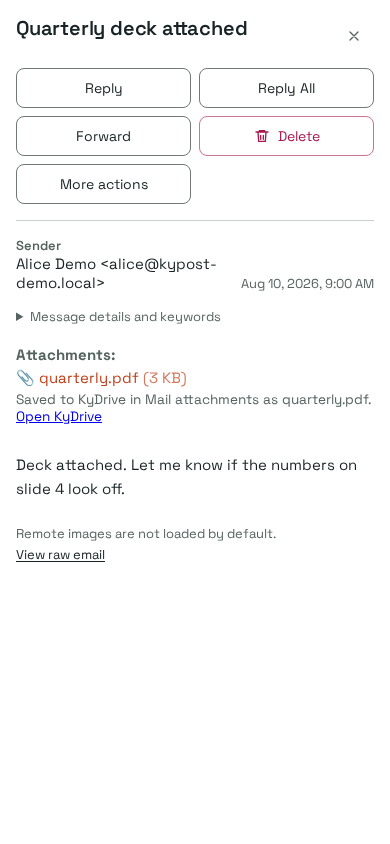 Quarterly deck attached
Reply
Reply All
Forward
Delete
More actions
Sender
Alice Demo <alice@kypost-
demo.local>
Aug 10, 2026, 9:00 AM
Message details and keywords
Attachments:
📎 quarterly.pdf (3 KB)
Saved to KyDrive in Mail attachments as quarterly.pdf.
Open KyDrive
Deck attached. Let me know if the numbers on
slide 4 look off.
Remote images are not loaded by default.
View raw email